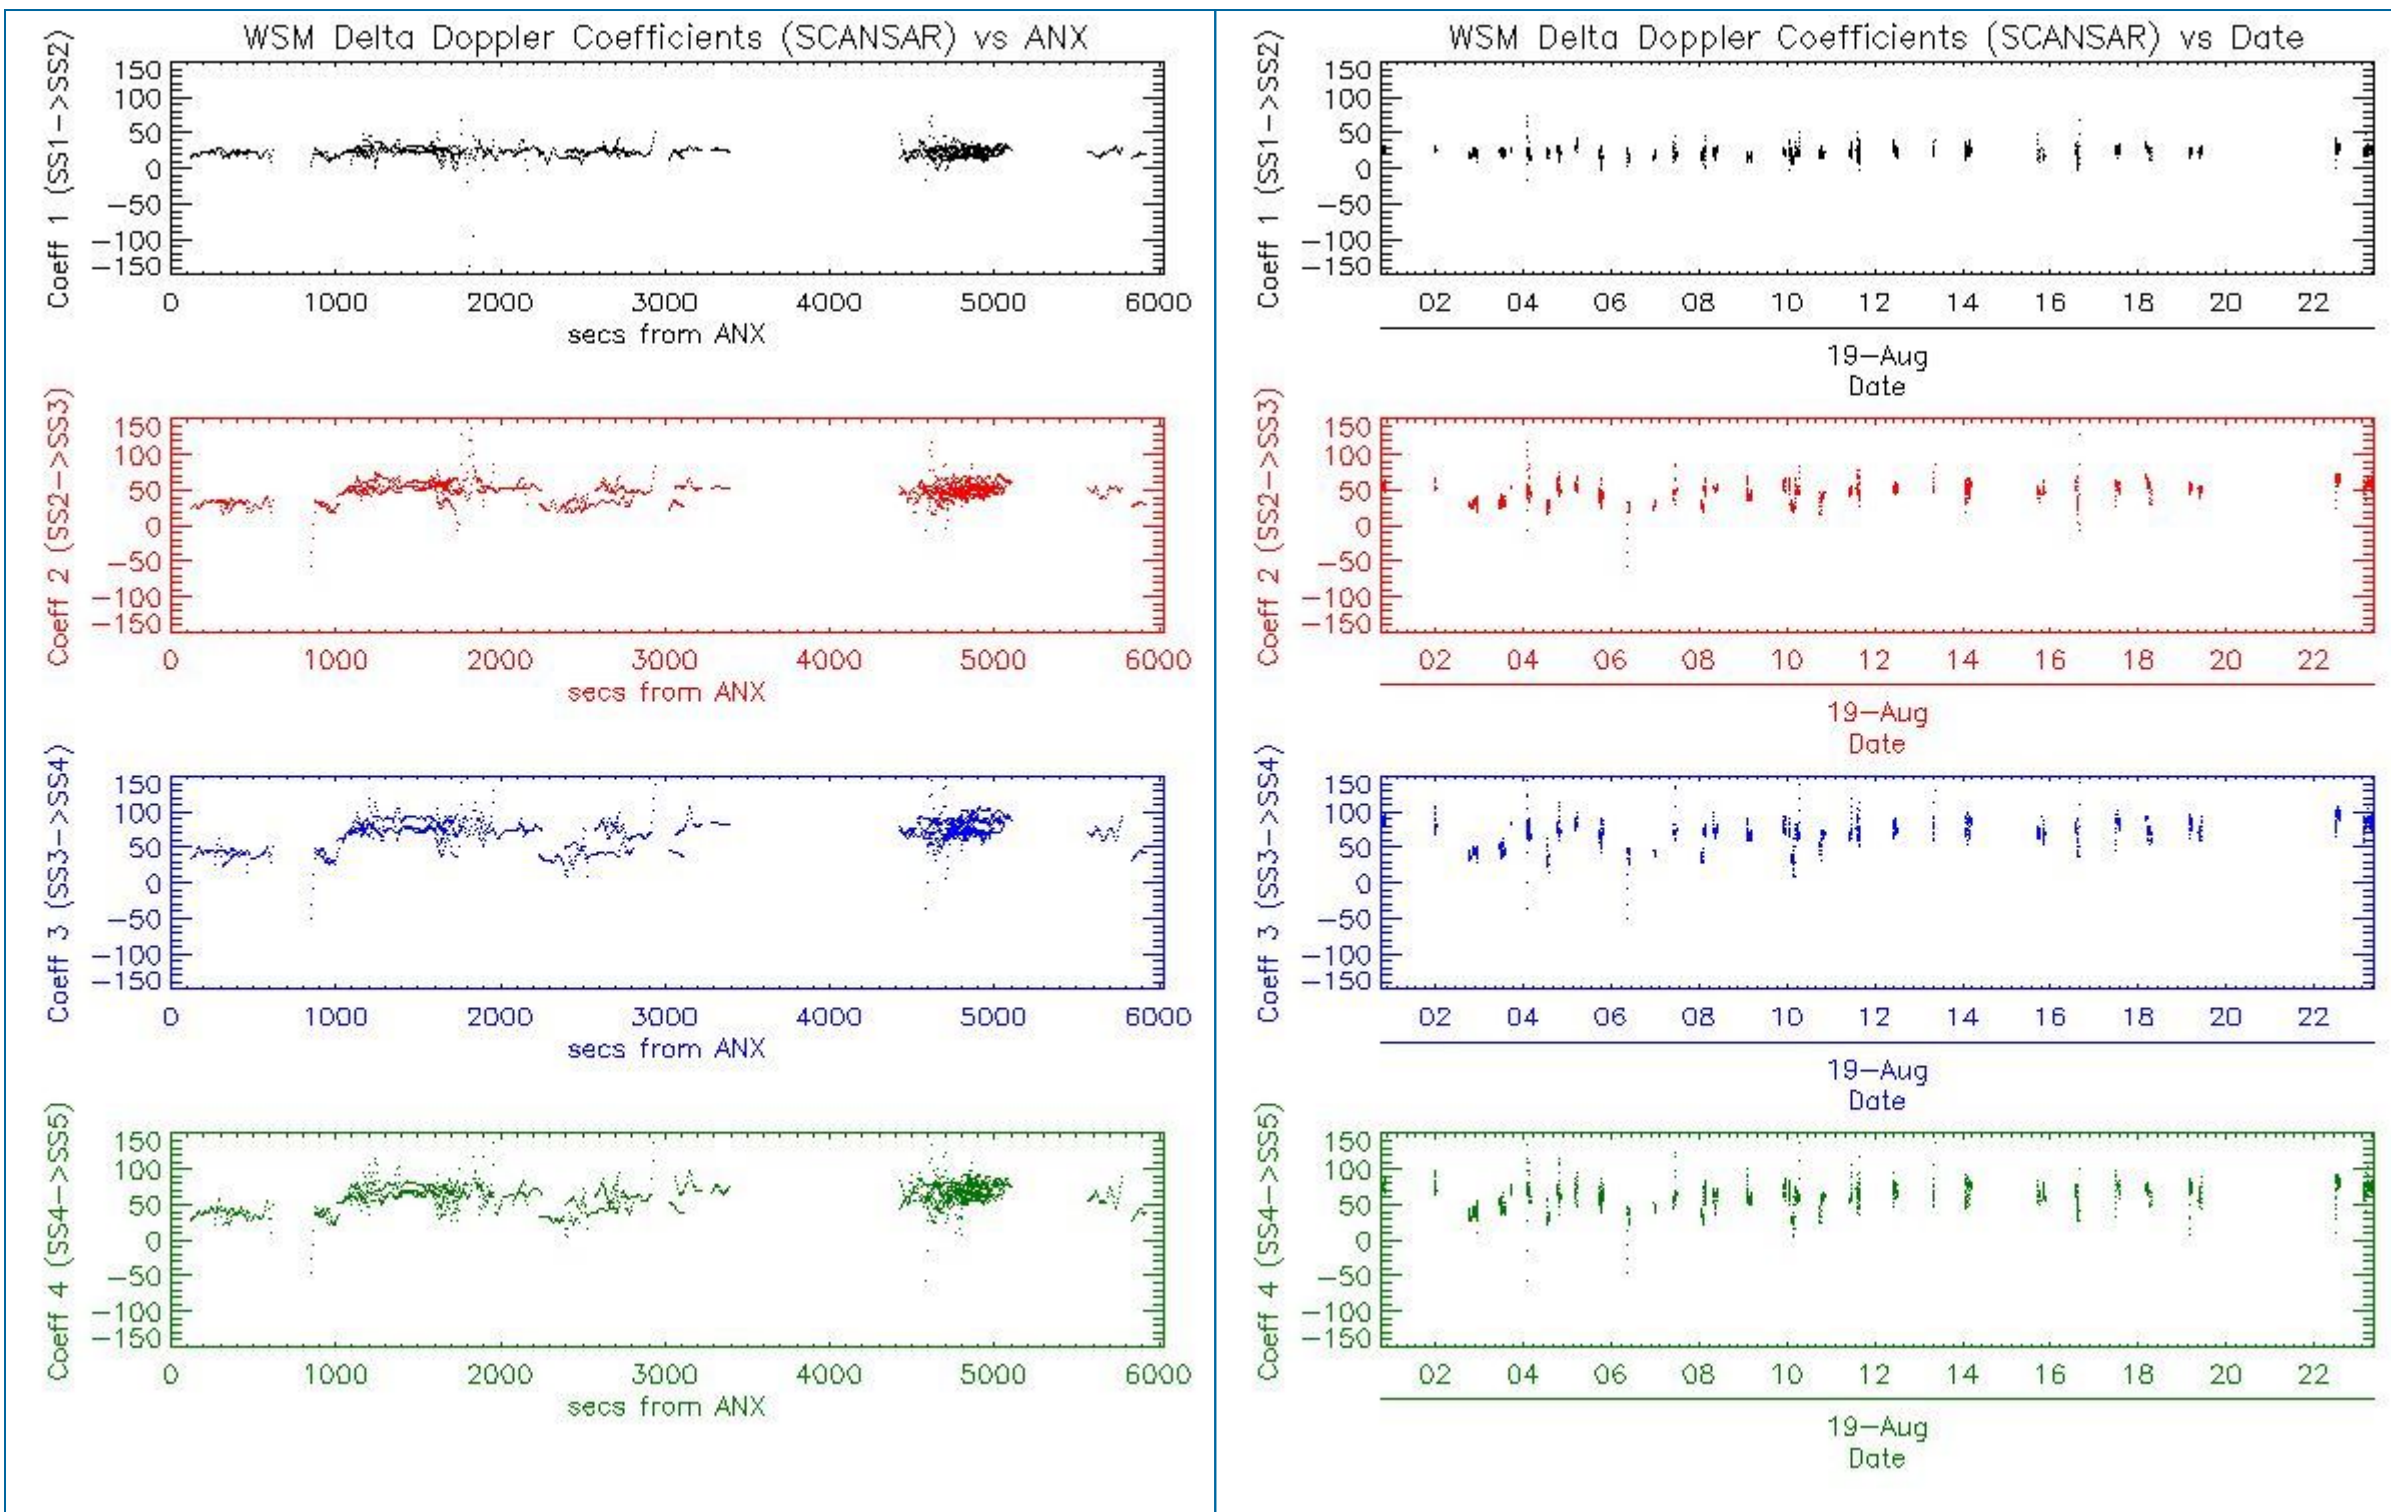 WSM Delta Doppler Coefficients (SCANSAR) vs ANX
Coeff 1 (SS1->SS2)
150
100
50
0
-50
-100
-150
0 1000 2000 3000 4000 5000 6000
secs from ANX
Coeff 2 (SS2->SS3)
150
100
50
0
-50
-100
-150
0 1000 2000 3000 4000 5000 6000
secs from ANX
Coeff 3 (SS3->SS4)
150
100
50
0
-50
-100
-150
0 1000 2000 3000 4000 5000 6000
secs from ANX
Coeff 4 (SS4->SS5)
150
100
50
0
-50
-100
-150
0 1000 2000 3000 4000 5000 6000
secs from ANX
WSM Delta Doppler Coefficients (SCANSAR) vs Date
Coeff 1 (SS1->SS2)
150
100
50
0
-50
-100
-150
02 04 06 08 10 12 14 16 18 20 22
19-Aug
Date
Coeff 2 (SS2->SS3)
150
100
50
0
-50
-100
-150
02 04 06 08 10 12 14 16 18 20 22
19-Aug
Date
Coeff 3 (SS3->SS4)
150
100
50
0
-50
-100
-150
02 04 06 08 10 12 14 16 18 20 22
19-Aug
Date
Coeff 4 (SS4->SS5)
150
100
50
0
-50
-100
-150
02 04 06 08 10 12 14 16 18 20 22
19-Aug
Date